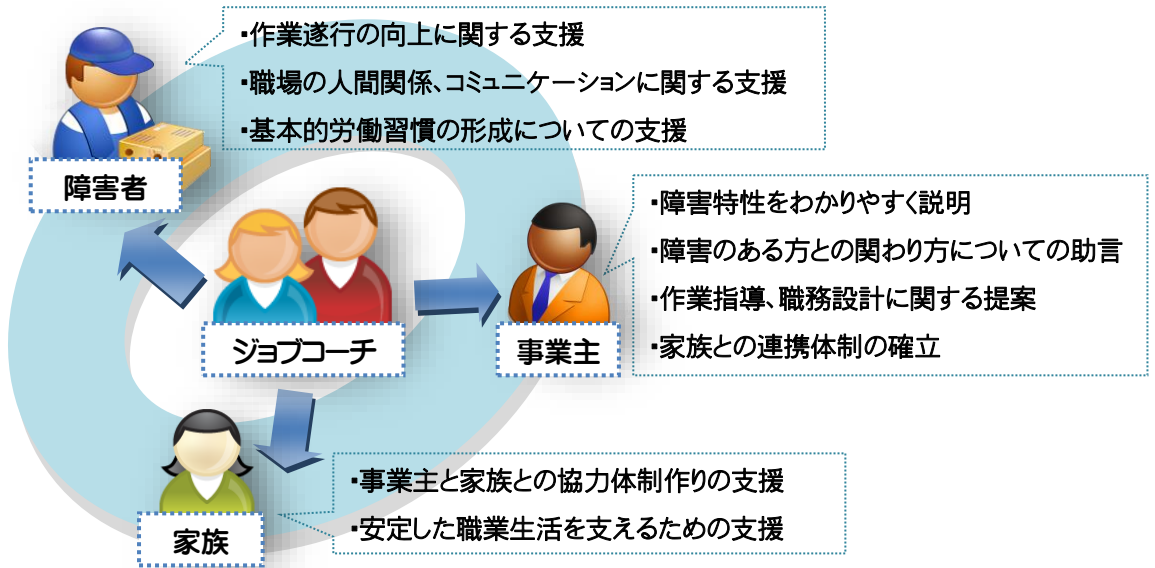 ・作業遂行の向上に関する支援
・職場の人間関係、コミュニケーションに関する支援
・基本的労働習慣の形成についての支援
障害者
・障害特性をわかりやすく説明
・障害のある方との関わり方についての助言
・作業指導、職務設計に関する提案
・家族との連携体制の確立
ジョブコーチ
事業主
・事業主と家族との協力体制作りの支援
・安定した職業生活を支えるための支援
家族